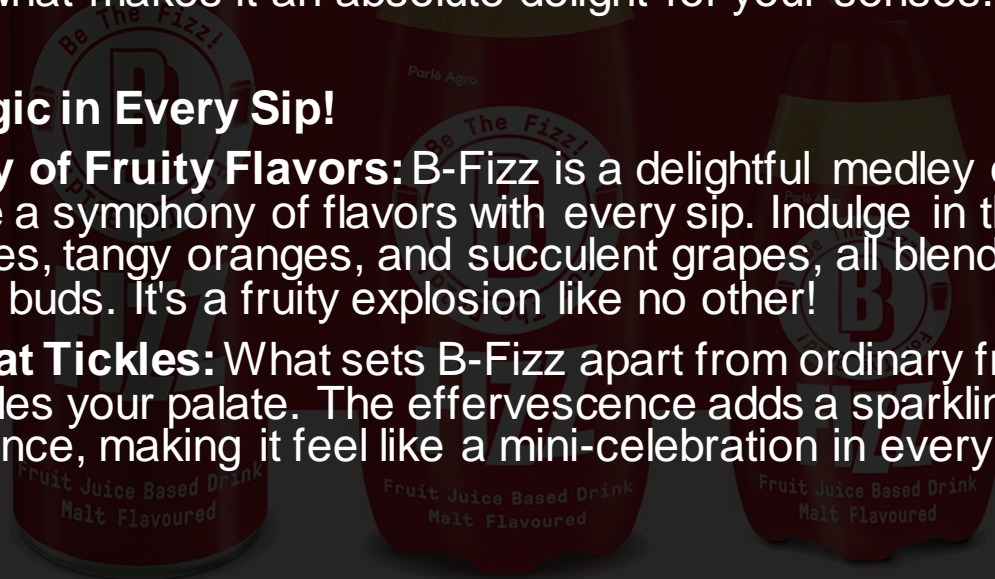 what makes it an absolute delight for your senses.
gic in Every Sip!
y of Fruity Flavors: B-Fizz is a delightful medley
e a symphony of flavors with every sip. Indulge in t
es, tangy oranges, and succulent grapes, all blend
buds. It's a fruity explosion like no other!
at Tickles: What sets B-Fizz apart from ordinary fr
les your palate. The effervescence adds a sparklin
nce, making it feel like a mini-celebration in every
Be The Fizz!
B
FIZZ
Fruit Juice Based Drink
Malt Flavoured
Parlé Agro
Be The Fizz!
B
FIZZ
Fruit Juice Based Drink
Malt Flavoured
B
FIZZ
Fruit Juice Based Drink
Malt Flavoured